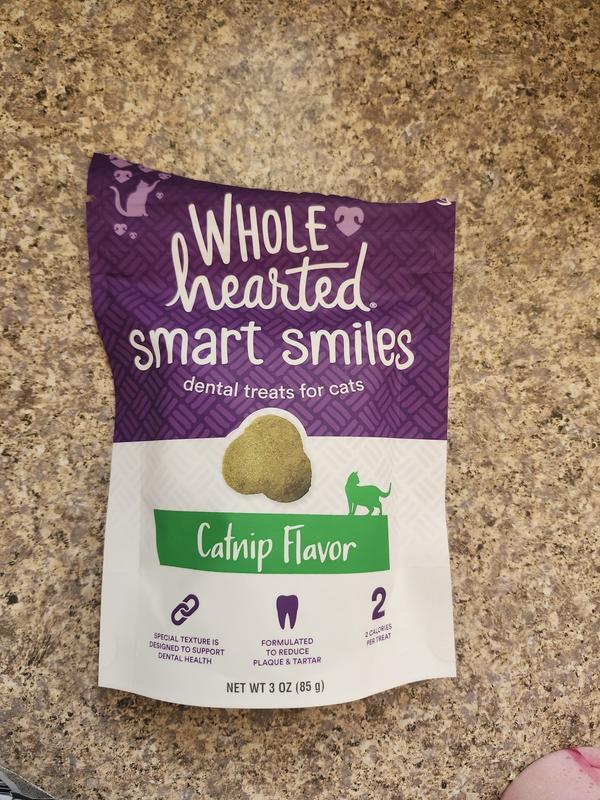 WHOLE
hearted®
smart smiles
dental treats for cats
Catnip Flavor
SPECIAL TEXTURE IS
DESIGNED TO SUPPORT
DENTAL HEALTH
FORMULATED
TO REDUCE
PLAQUE & TARTAR
2
2 CALORIES
PER TREAT
NET WT 3 OZ (85 g)